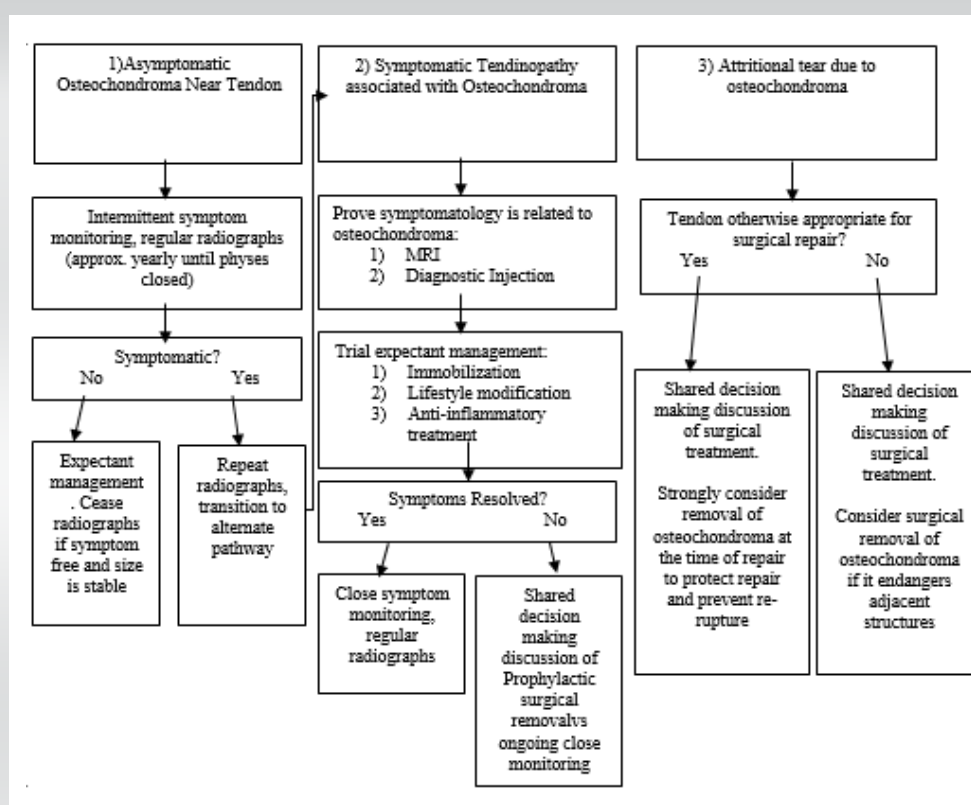 1)Asymptomatic
Osteochondroma Near Tendon
Intermittent symptom
monitoring, regular radiographs
(approx. yearly until physes
closed)
Symptomatic?
No Yes
Expectant
management
. Cease
radiographs
if symptom
free and size
is stable
Repeat
radiographs,
transition to
alternate
pathway
2) Symptomatic Tendinopathy
associated with Osteochondroma
Prove symptomatology is related to
osteochondroma:
1) MRI
2) Diagnostic Injection
Trial expectant management:
1) Immobilization
2) Lifestyle modification
3) Anti-inflammatory
treatment
Symptoms Resolved?
Yes No
Close symptom
monitoring,
regular
radiographs
Shared
decision
making
discussion of
Prophylactic
surgical
removalvs
ongoing close
monitoring
3) Attritional tear due to
osteochondroma
Tendon otherwise appropriate for
surgical repair?
Yes No
Shared decision
making discussion
of surgical
treatment.
Strongly consider
removal of
osteochondroma at
the time of repair
to protect repair
and prevent re-
rupture
Shared decision
making
discussion of
surgical
treatment.
Consider surgical
removal of
osteochondroma
if it endangers
adjacent
structures